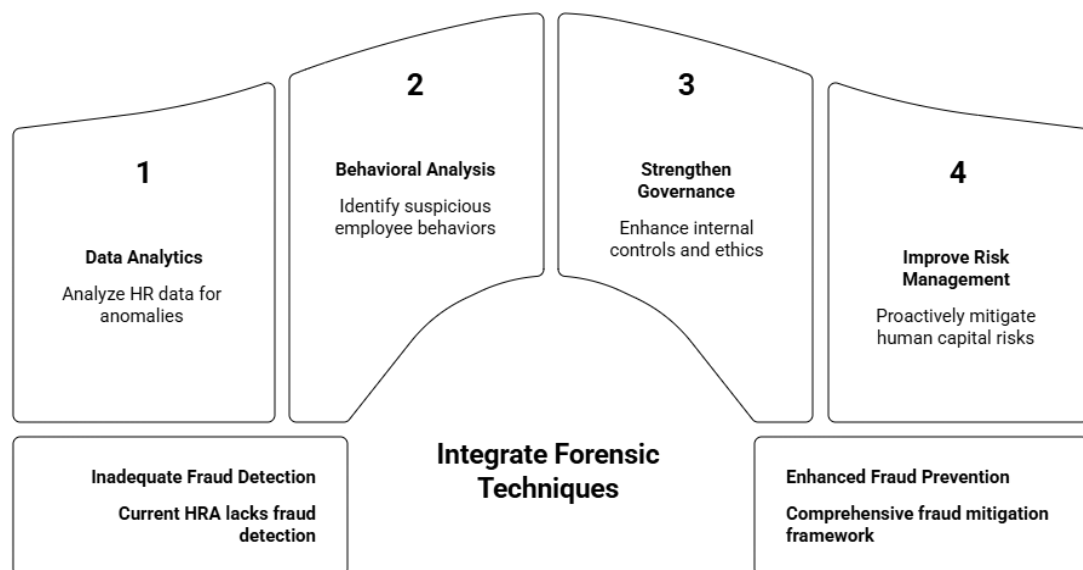 1
Data Analytics
Analyze HR data for
anomalies
2
Behavioral Analysis
Identify suspicious
employee behaviors
3
Strengthen
Governance
Enhance internal
controls and ethics
4
Improve Risk
Management
Proactively mitigate
human capital risks
Inadequate Fraud Detection
Current HRA lacks fraud
detection
Integrate Forensic
Techniques
Enhanced Fraud Prevention
Comprehensive fraud mitigation
framework